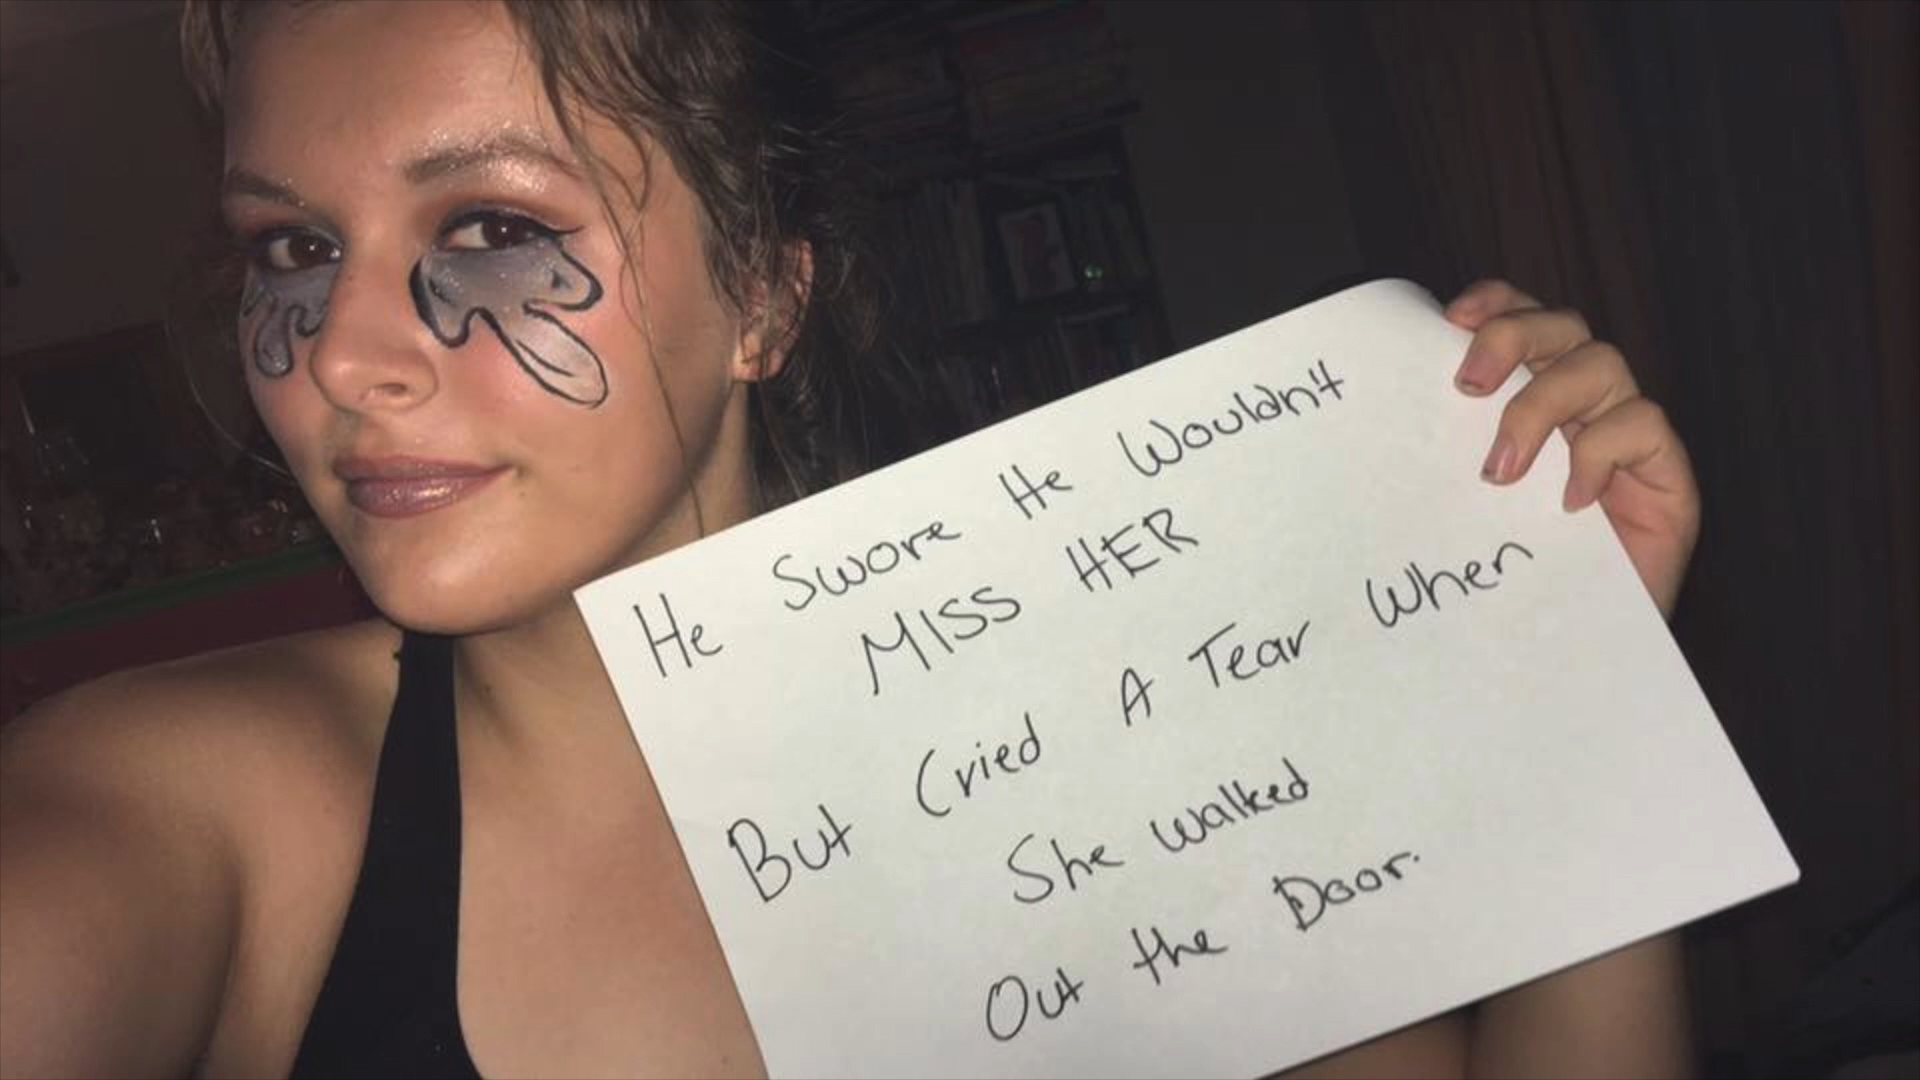 He Swore He Wouldn't
MISS HER
But Cried A Tear When
She Walked
Out the Door.